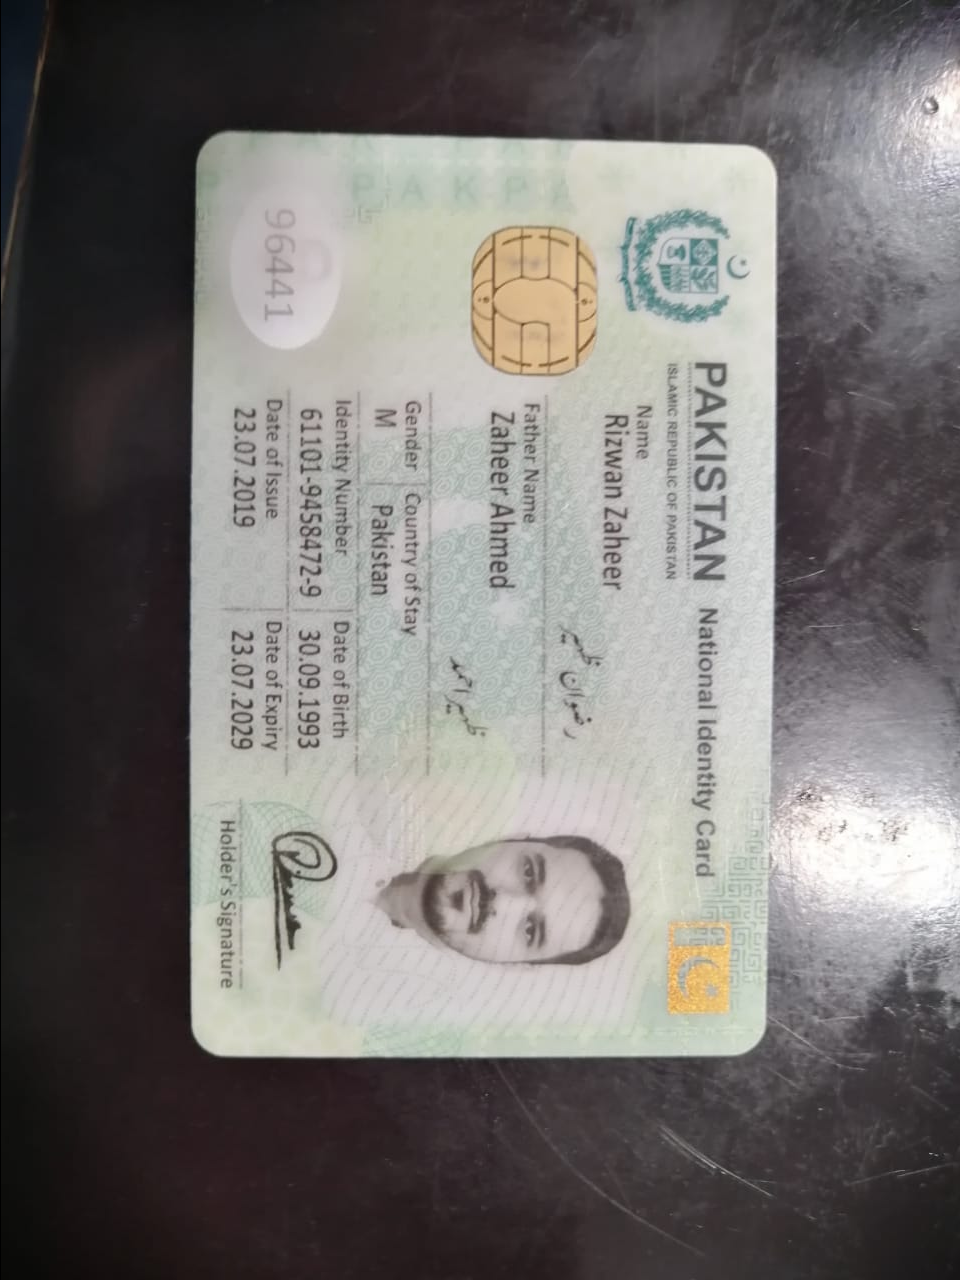 PAKISTAN National Identity Card
ISLAMIC REPUBLIC OF PAKISTAN
Name
Rizwan Zaheer
رضوان ظہیر
Father Name
Zaheer Ahmed
ظہیر احمد
Gender Country of Stay
M Pakistan
Identity Number Date of Birth
61101-9458472-9 30.09.1993
Date of Issue Date of Expiry
23.07.2019 23.07.2029
Holder's Signature
96441